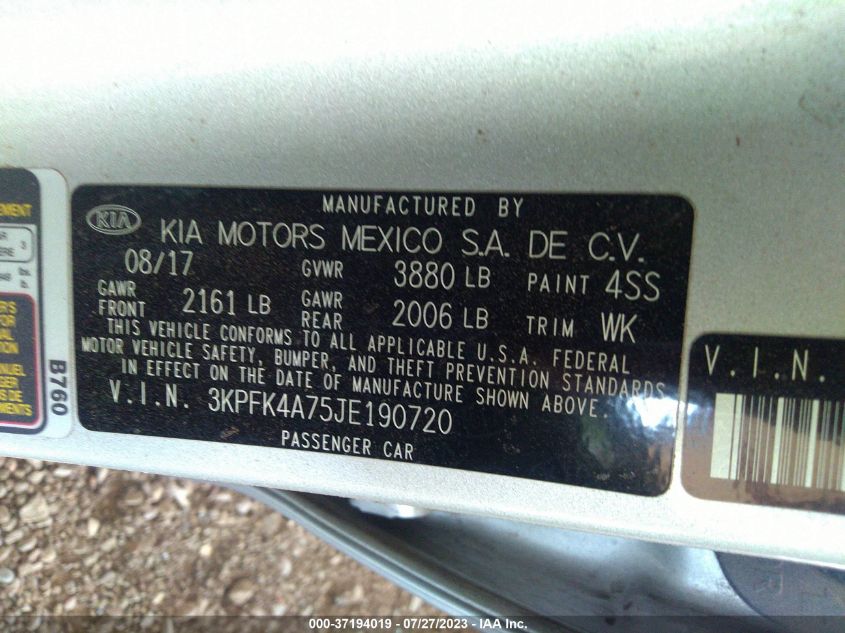 MANUFACTURED BY
KIA
KIA MOTORS MEXICO S.A. DE C.V.
08/17 GVWR 3880 LB PAINT 4SS
GAWR FRONT 2161 LB GAWR REAR 2006 LB TRIM WK
THIS VEHICLE CONFORMS TO ALL APPLICABLE U.S.A. FEDERAL
MOTOR VEHICLE SAFETY, BUMPER, AND THEFT PREVENTION STANDARDS
IN EFFECT ON THE DATE OF MANUFACTURE SHOWN ABOVE.
V.I.N. 3KPFK4A75JE190720
PASSENGER CAR
B760
V.I.N.
000-37194019 / 07/27/2023 - IAA Inc.